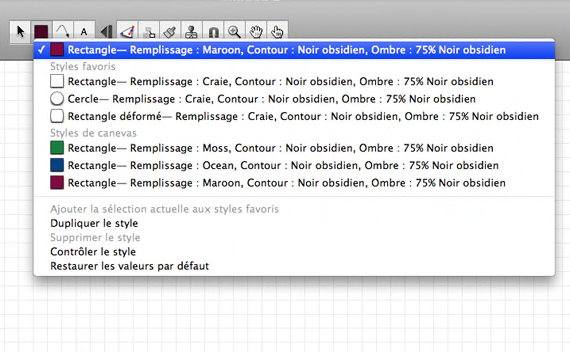 A
✓ Rectangle— Remplissage : Maroon, Contour : Noir obsidien, Ombre : 75% Noir obsidien
Styles favoris
Rectangle— Remplissage : Craie, Contour : Noir obsidien, Ombre : 75% Noir obsidien
Cercle— Remplissage : Craie, Contour : Noir obsidien, Ombre : 75% Noir obsidien
Rectangle déformé— Remplissage : Craie, Contour : Noir obsidien, Ombre : 75% Noir obsidien
Styles de canevas
Rectangle— Remplissage : Moss, Contour : Noir obsidien, Ombre : 75% Noir obsidien
Rectangle— Remplissage : Ocean, Contour : Noir obsidien, Ombre : 75% Noir obsidien
Rectangle— Remplissage : Maroon, Contour : Noir obsidien, Ombre : 75% Noir obsidien
Ajouter la sélection actuelle aux styles favoris
Dupliquer le style
Supprimer le style
Contrôler le style
Restaurer les valeurs par défaut